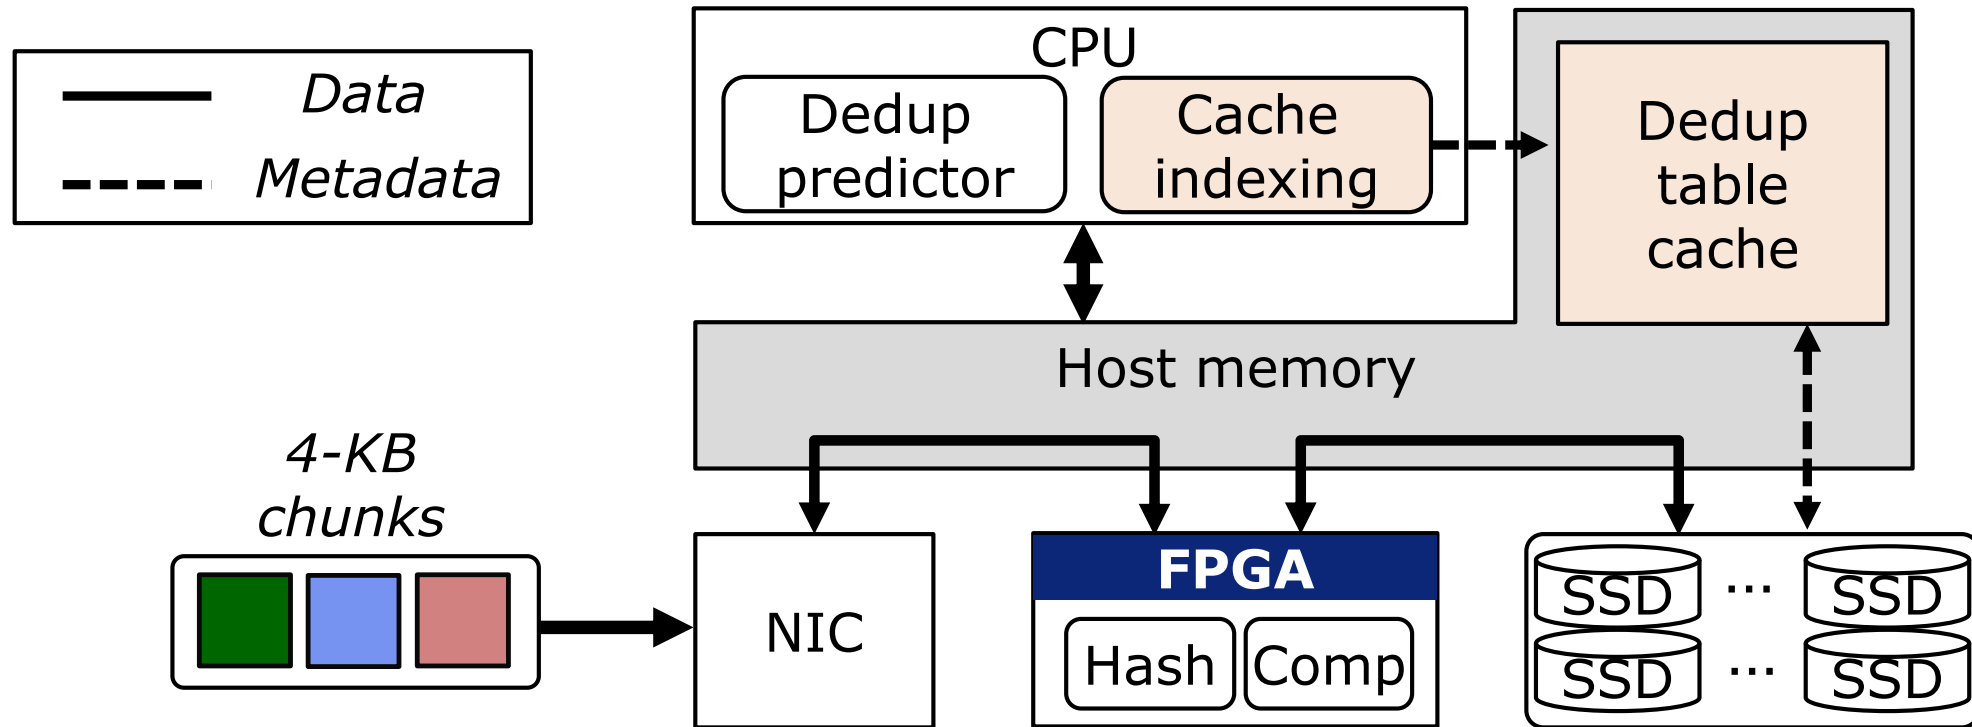 Data
Metadata
CPU
Dedup
predictor
Cache
indexing
Dedup
table
cache
Host memory
4-KB
chunks
NIC
FPGA
Hash
Comp
SSD ... SSD
SSD ... SSD